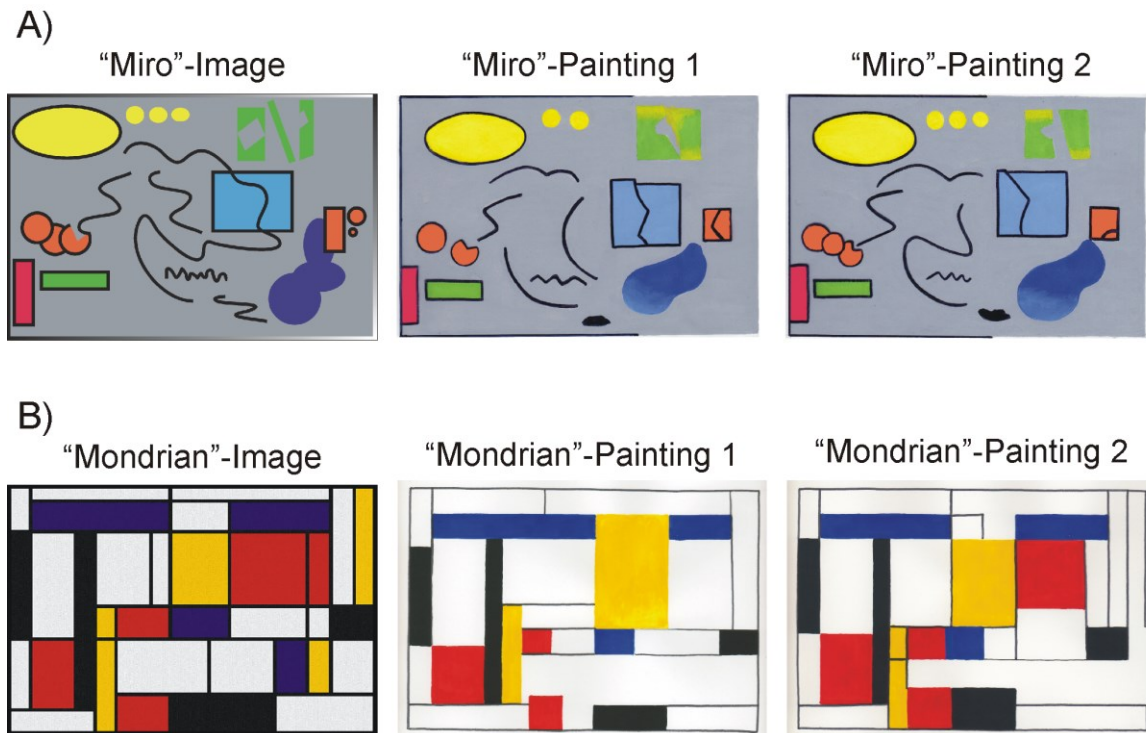 A)
“Miro”-Image
“Miro”-Painting 1
“Miro”-Painting 2
B)
“Mondrian”-Image
“Mondrian”-Painting 1
“Mondrian”-Painting 2